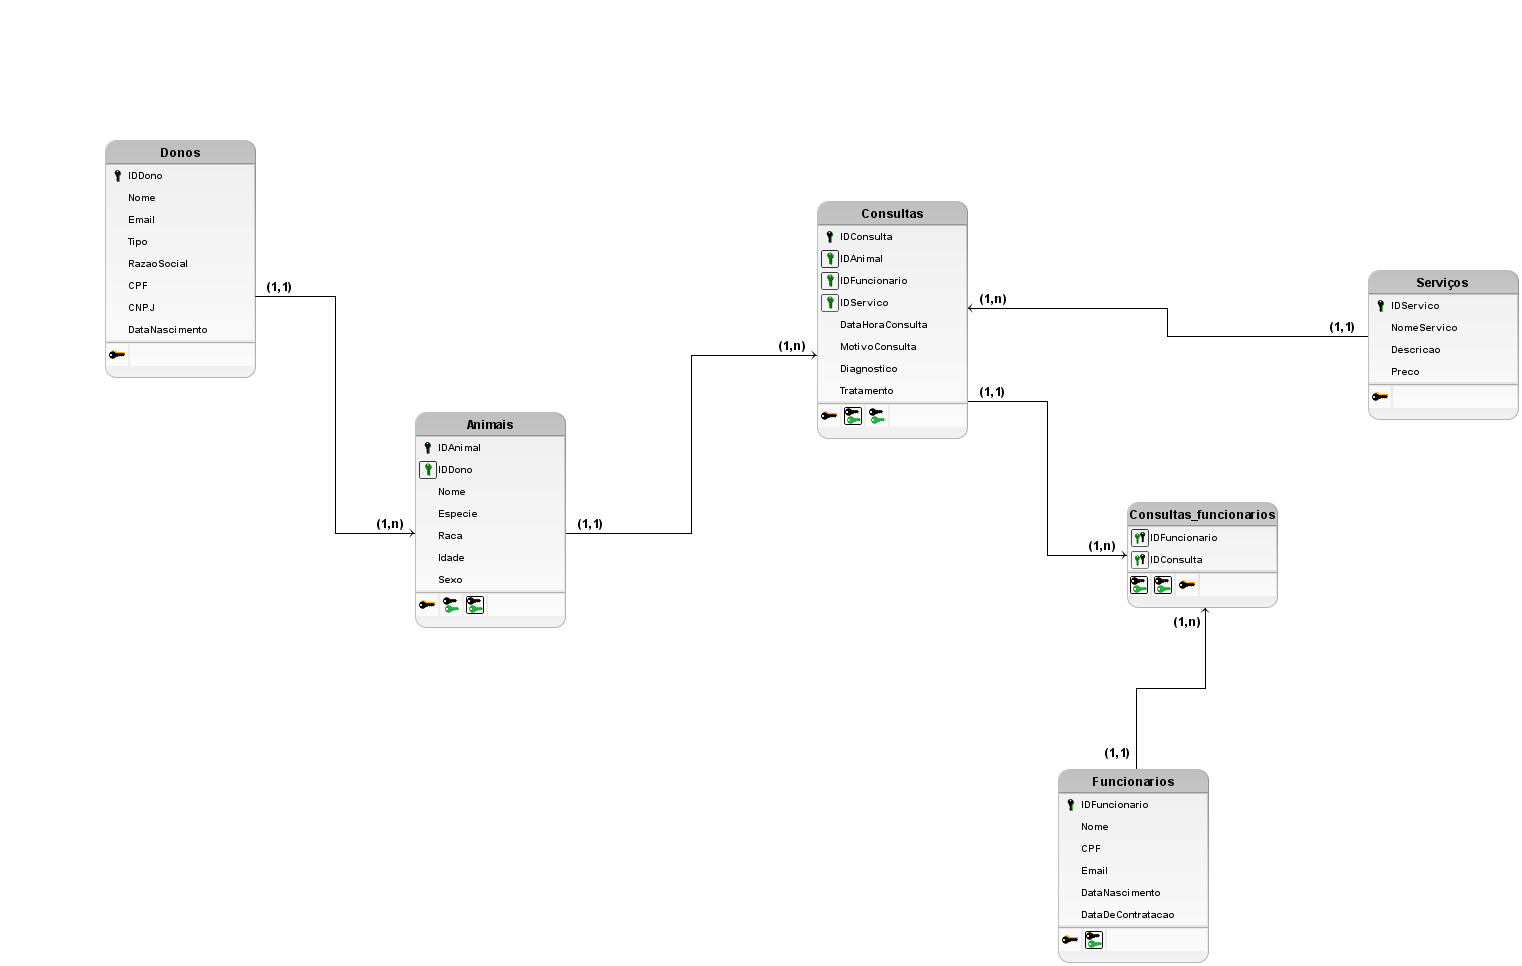 Donos
IDDono
Nome
Email
Tipo
RazaoSocial
CPF
CNPJ
DataNascimento
(1,1)
(1,n)
Animais
IDAnimal
IDDono
Nome
Especie
Raca
Idade
Sexo
(1,1)
(1,n)
Consultas
IDConsulta
IDAnimal
IDFuncionario
IDServico
DataHoraConsulta
MotivoConsulta
Diagnostico
Tratamento
(1,n)
(1,1)
Serviços
IDServico
NomeServico
Descricao
Preco
(1,1)
(1,n)
Consultas_funcionarios
IDFuncionario
IDConsulta
(1,n)
(1,1)
Funcionarios
IDFuncionario
Nome
CPF
Email
DataNascimento
DataDeContratacao